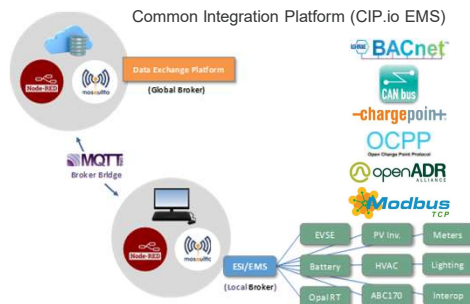 Common Integration Platform (CIP.io EMS)
ASHRAE BACnet™
Data Exchange Platform
(Global Broker)
Node-RED
mosquitto
CAN bus
-chargepoin+
OCPP
Open Charge Point Protocol
MQTT
Broker Bridge
openADR
ALLIANCE
Modbus
TCP
Node-RED
mosquitto
ESI/EMS
(Local Broker)
EVSE
PV Inv.
Meters
Battery
HVAC
Lighting
Opal RT
ABC170
Interop